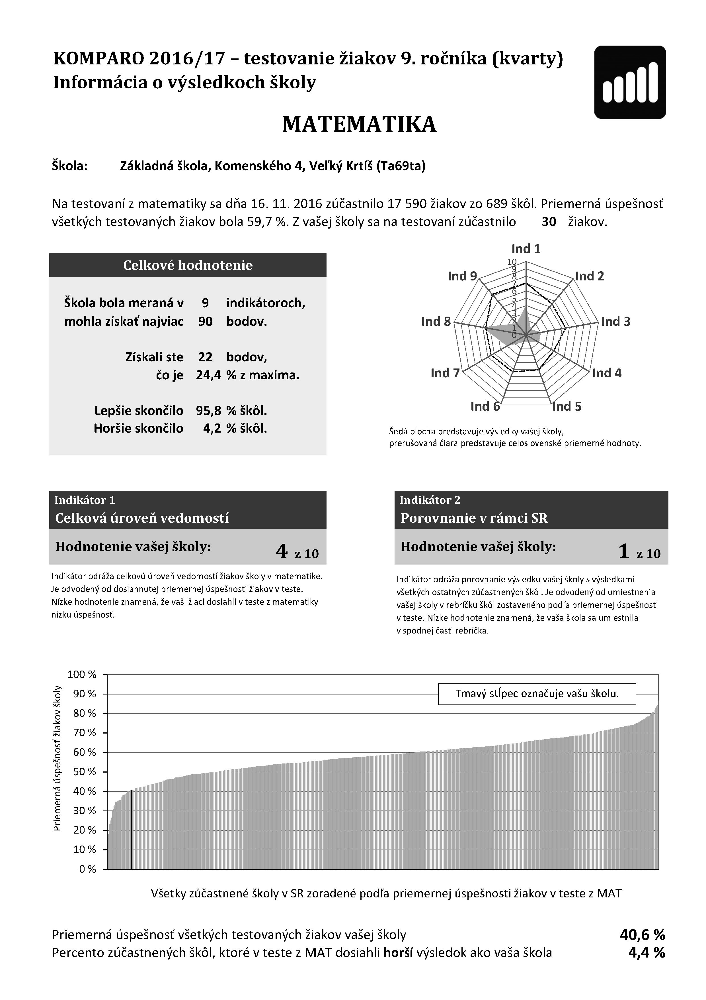 KOMPARO 2016/17 – testovanie žiakov 9. ročníka (kvarty)
Informácia o výsledkoch školy
MATEMATIKA
Škola: Základná škola, Komenského 4, Veľký Krtíš (Ta69ta)
Na testovaní z matematiky sa dňa 16. 11. 2016 zúčastnilo 17 590 žiakov zo 689 škôl. Priemerná úspešnosť
všetkých testovaných žiakov bola 59,7 %. Z vašej školy sa na testovaní zúčastnilo 30 žiakov.
Celkové hodnotenie
Škola bola meraná v 9 indikátoroch,
mohla získať najviac 90 bodov.
Získali ste 22 bodov,
čo je 24,4 % z maxima.
Lepšie skončilo 95,8 % škôl.
Horšie skončilo 4,2 % škôl.
Ind 1
Ind 2
Ind 3
Ind 4
Ind 5
Ind 6
Ind 7
Ind 8
Ind 9
10
9
8
7
6
5
4
3
2
1
0
Šedá plocha predstavuje výsledky vašej školy,
prerušovaná čiara predstavuje celoslovenské priemerné hodnoty.
Indikátor 1
Celková úroveň vedomostí
Hodnotenie vašej školy: 4 z 10
Indikátor odráža celkovú úroveň vedomostí žiakov školy v matematike.
Je odvodený od dosiahnutej priemernej úspešnosti žiakov v teste.
Nízke hodnotenie znamená, že vaši žiaci dosiahli v teste z matematiky
nízku úspešnosť.
Indikátor 2
Porovnanie v rámci SR
Hodnotenie vašej školy: 1 z 10
Indikátor odráža porovnanie výsledku vašej školy s výsledkami
všetkých ostatných zúčastnených škôl. Je odvodený od umiestnenia
vašej školy v rebríčku škôl zostaveného podľa priemernej úspešnosti
v teste. Nízke hodnotenie znamená, že vaša škola sa umiestnila
v spodnej časti rebríčka.
Priemerná úspešnosť žiakov školy
100 %
90 %
80 %
70 %
60 %
50 %
40 %
30 %
20 %
10 %
0 %
Tmavý stĺpec označuje vašu školu.
Všetky zúčastnené školy v SR zoradené podľa priemernej úspešnosti žiakov v teste z MAT
Priemerná úspešnosť všetkých testovaných žiakov vašej školy 40,6 %
Percento zúčastnených škôl, ktoré v teste z MAT dosiahli horší výsledok ako vaša škola 4,4 %